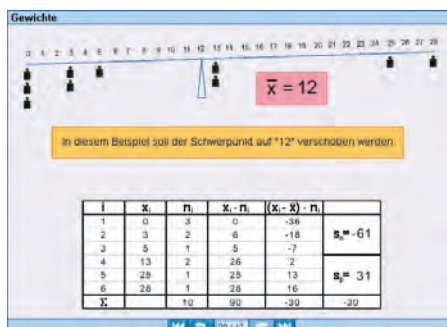 Gewichte
0 1 2 3 4 5 6 7 8 9 10 11 12 13 14 15 16 17 18 19 20 21 22 23 24 25 26 27 28
x̄ = 12
In diesem Beispiel soll der Schwerpunkt auf "12" verschoben werden.
i xᵢ nᵢ xᵢ · nᵢ (xᵢ - x̄) · nᵢ
1 0 3 0 -36
2 3 2 6 -18 sₙ= -61
3 5 1 5 -7
4 13 2 26 2
5 25 1 25 13 sₚ= 31
6 28 1 28 16
Σ 10 90 -30 -30